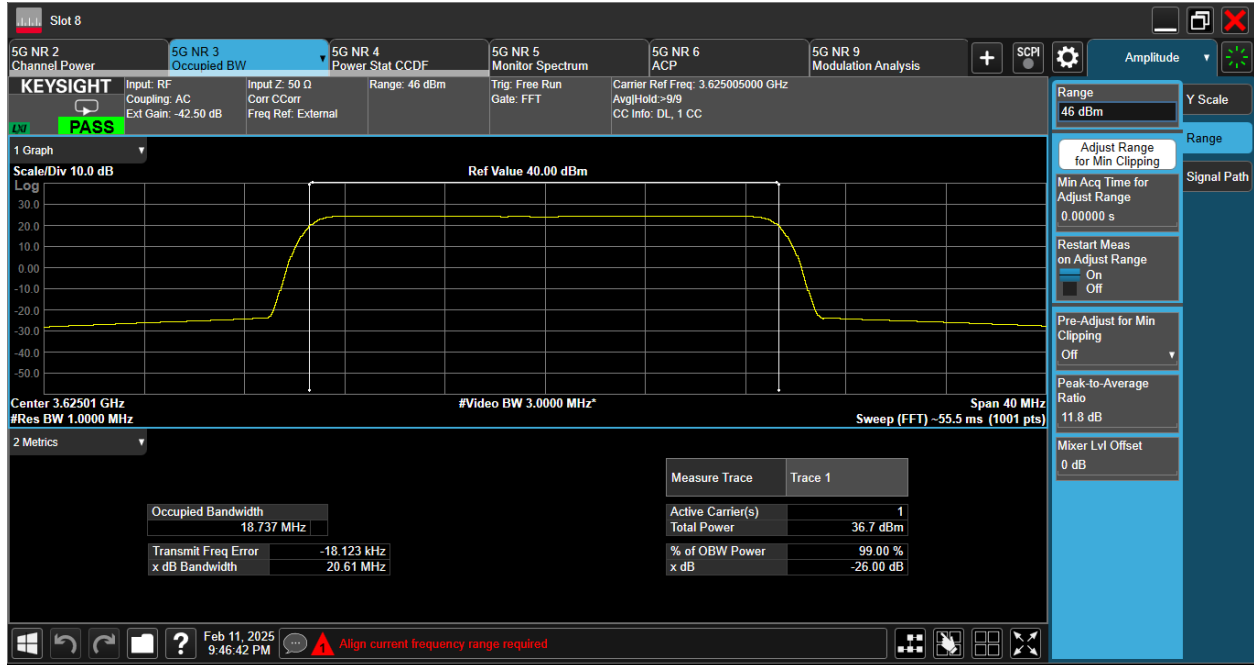 Slot 8
5G NR 2
Channel Power
5G NR 3
Occupied BW
5G NR 4
Power Stat CCDF
5G NR 5
Monitor Spectrum
5G NR 6
ACP
5G NR 9
Modulation Analysis
SCPI
Amplitude
KEYSIGHT
LXI
PASS
Input: RF
Coupling: AC
Ext Gain: -42.50 dB
Input Z: 50 Ω
Corr CCorr
Freq Ref: External
Range: 46 dBm
Trig: Free Run
Gate: FFT
Carrier Ref Freq: 3.625005000 GHz
Avg|Hold:>9/9
CC Info: DL, 1 CC
1 Graph
Scale/Div 10.0 dB
Ref Value 40.00 dBm
Log
30.0
20.0
10.0
0.00
-10.0
-20.0
-30.0
-40.0
-50.0
Center 3.62501 GHz
#Video BW 3.0000 MHz*
Span 40 MHz
#Res BW 1.0000 MHz
Sweep (FFT) ~55.5 ms (1001 pts)
2 Metrics
Measure Trace Trace 1
Occupied Bandwidth
18.737 MHz
Active Carrier(s) 1
Total Power 36.7 dBm
Transmit Freq Error -18.123 kHz
x dB Bandwidth 20.61 MHz
% of OBW Power 99.00 %
x dB -26.00 dB
Range
46 dBm
Adjust Range
for Min Clipping
Min Acq Time for
Adjust Range
0.00000 s
Restart Meas
on Adjust Range
On
Off
Pre-Adjust for Min
Clipping
Off
Peak-to-Average
Ratio
11.8 dB
Mixer Lvl Offset
0 dB
Y Scale
Range
Signal Path
?
Feb 11, 2025
9:46:42 PM
1
Align current frequency range required